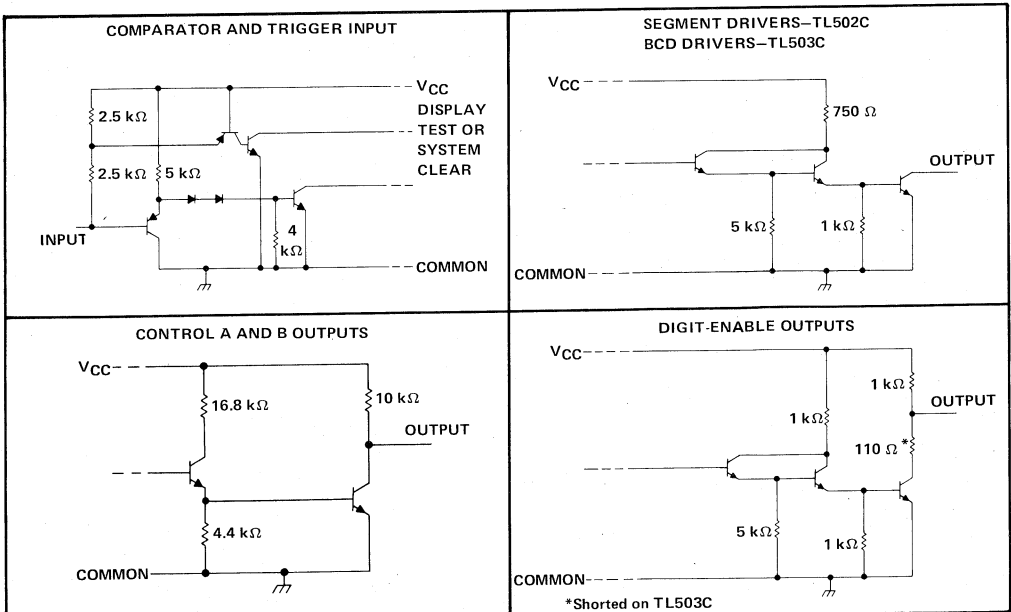 COMPARATOR AND TRIGGER INPUT
VCC
DISPLAY
TEST OR
SYSTEM
CLEAR
2.5 kΩ
2.5 kΩ
5 kΩ
4
kΩ
INPUT
COMMON
SEGMENT DRIVERS–TL502C
BCD DRIVERS–TL503C
VCC
750 Ω
OUTPUT
5 kΩ
1 kΩ
COMMON
CONTROL A AND B OUTPUTS
VCC
16.8 kΩ
10 kΩ
OUTPUT
4.4 kΩ
COMMON
DIGIT-ENABLE OUTPUTS
VCC
1 kΩ
OUTPUT
1 kΩ
110 Ω*
5 kΩ
1 kΩ
COMMON
*Shorted on TL503C